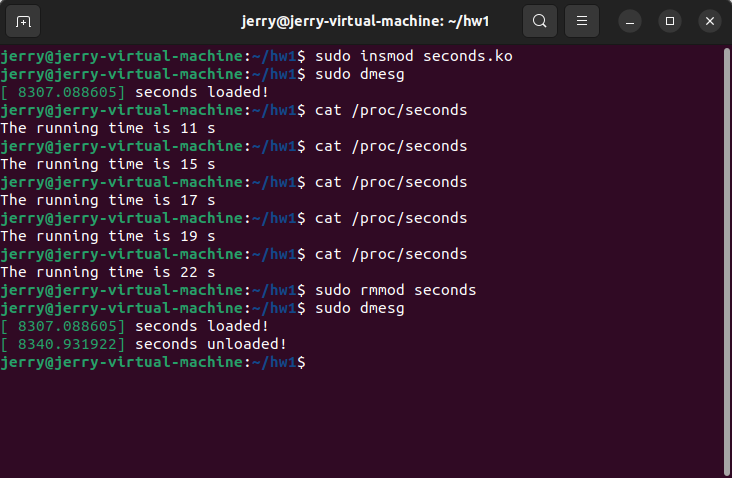 jerry@jerry-virtual-machine: ~/hw1
jerry@jerry-virtual-machine:~/hw1$ sudo insmod seconds.ko
jerry@jerry-virtual-machine:~/hw1$ sudo dmesg
[ 8307.088605] seconds loaded!
jerry@jerry-virtual-machine:~/hw1$ cat /proc/seconds
The running time is 11 s
jerry@jerry-virtual-machine:~/hw1$ cat /proc/seconds
The running time is 15 s
jerry@jerry-virtual-machine:~/hw1$ cat /proc/seconds
The running time is 17 s
jerry@jerry-virtual-machine:~/hw1$ cat /proc/seconds
The running time is 19 s
jerry@jerry-virtual-machine:~/hw1$ cat /proc/seconds
The running time is 22 s
jerry@jerry-virtual-machine:~/hw1$ sudo rmmod seconds
jerry@jerry-virtual-machine:~/hw1$ sudo dmesg
[ 8307.088605] seconds loaded!
[ 8340.931922] seconds unloaded!
jerry@jerry-virtual-machine:~/hw1$